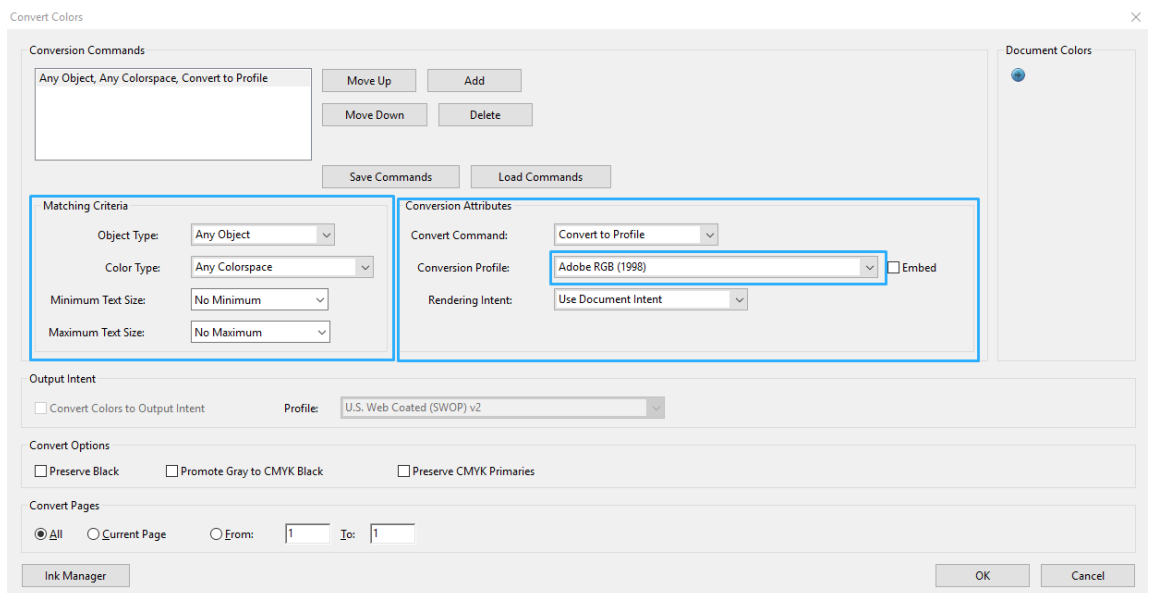 Convert Colors
Conversion Commands
Document Colors
Any Object, Any Colorspace, Convert to Profile
Move Up
Add
Move Down
Delete
Save Commands
Load Commands
Matching Criteria
Object Type: Any Object
Color Type: Any Colorspace
Minimum Text Size: No Minimum
Maximum Text Size: No Maximum
Conversion Attributes
Convert Command: Convert to Profile
Conversion Profile: Adobe RGB (1998) Embed
Rendering Intent: Use Document Intent
Output Intent
Convert Colors to Output Intent Profile: U.S. Web Coated (SWOP) v2
Convert Options
Preserve Black Promote Gray to CMYK Black Preserve CMYK Primaries
Convert Pages
All Current Page From: 1 To: 1
Ink Manager
OK
Cancel